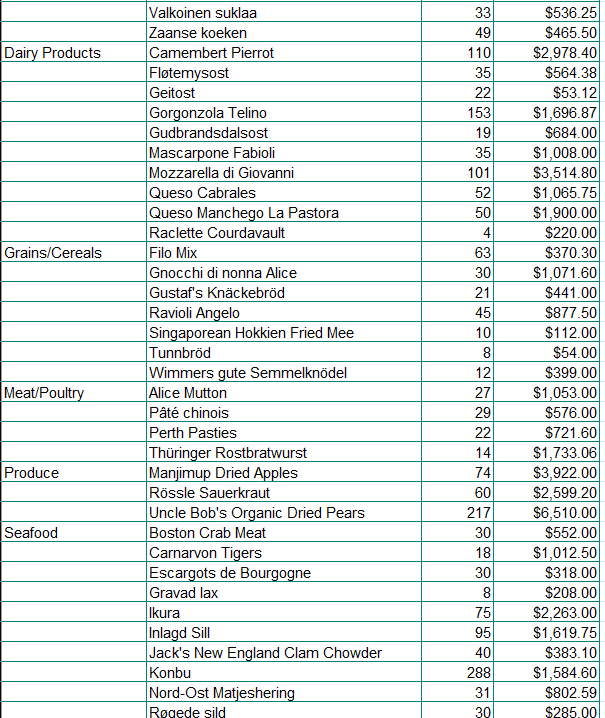 Valkoinen suklaa 33 $536.25
Zaanse koeken 49 $465.50
Dairy Products Camembert Pierrot 110 $2,978.40
Fløtemysost 35 $564.38
Geitost 22 $53.12
Gorgonzola Telino 153 $1,696.87
Gudbrandsdalsost 19 $684.00
Mascarpone Fabioli 35 $1,008.00
Mozzarella di Giovanni 101 $3,514.80
Queso Cabrales 52 $1,065.75
Queso Manchego La Pastora 50 $1,900.00
Raclette Courdavault 4 $220.00
Grains/Cereals Filo Mix 63 $370.30
Gnocchi di nonna Alice 30 $1,071.60
Gustaf's Knäckebröd 21 $441.00
Ravioli Angelo 45 $877.50
Singaporean Hokkien Fried Mee 10 $112.00
Tunnbröd 8 $54.00
Wimmers gute Semmelknödel 12 $399.00
Meat/Poultry Alice Mutton 27 $1,053.00
Pâté chinois 29 $576.00
Perth Pasties 22 $721.60
Thüringer Rostbratwurst 14 $1,733.06
Produce Manjimup Dried Apples 74 $3,922.00
Rössle Sauerkraut 60 $2,599.20
Uncle Bob's Organic Dried Pears 217 $6,510.00
Seafood Boston Crab Meat 30 $552.00
Carnarvon Tigers 18 $1,012.50
Escargots de Bourgogne 30 $318.00
Gravad lax 8 $208.00
Ikura 75 $2,263.00
Inlagd Sill 95 $1,619.75
Jack's New England Clam Chowder 40 $383.10
Konbu 288 $1,584.60
Nord-Ost Matjeshering 31 $802.59
Røgede sild 30 $285.00